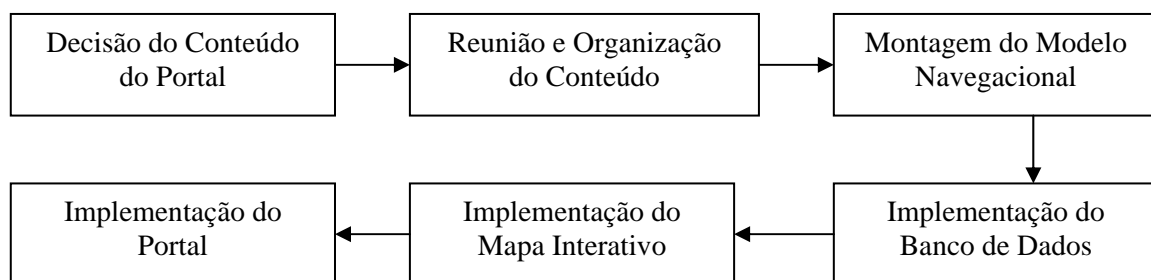 Decisão do Conteúdo
do Portal
Reunião e Organização
do Conteúdo
Montagem do Modelo
Navegacional
Implementação do
Banco de Dados
Implementação do
Mapa Interativo
Implementação do
Portal